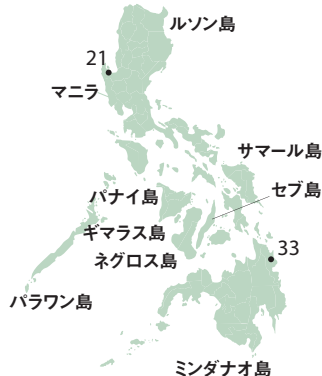 ルソン島
21
マニラ
サマール島
セブ島
パナイ島
ギマラス島
ネグロス島
33
パラワン島
ミンダナオ島